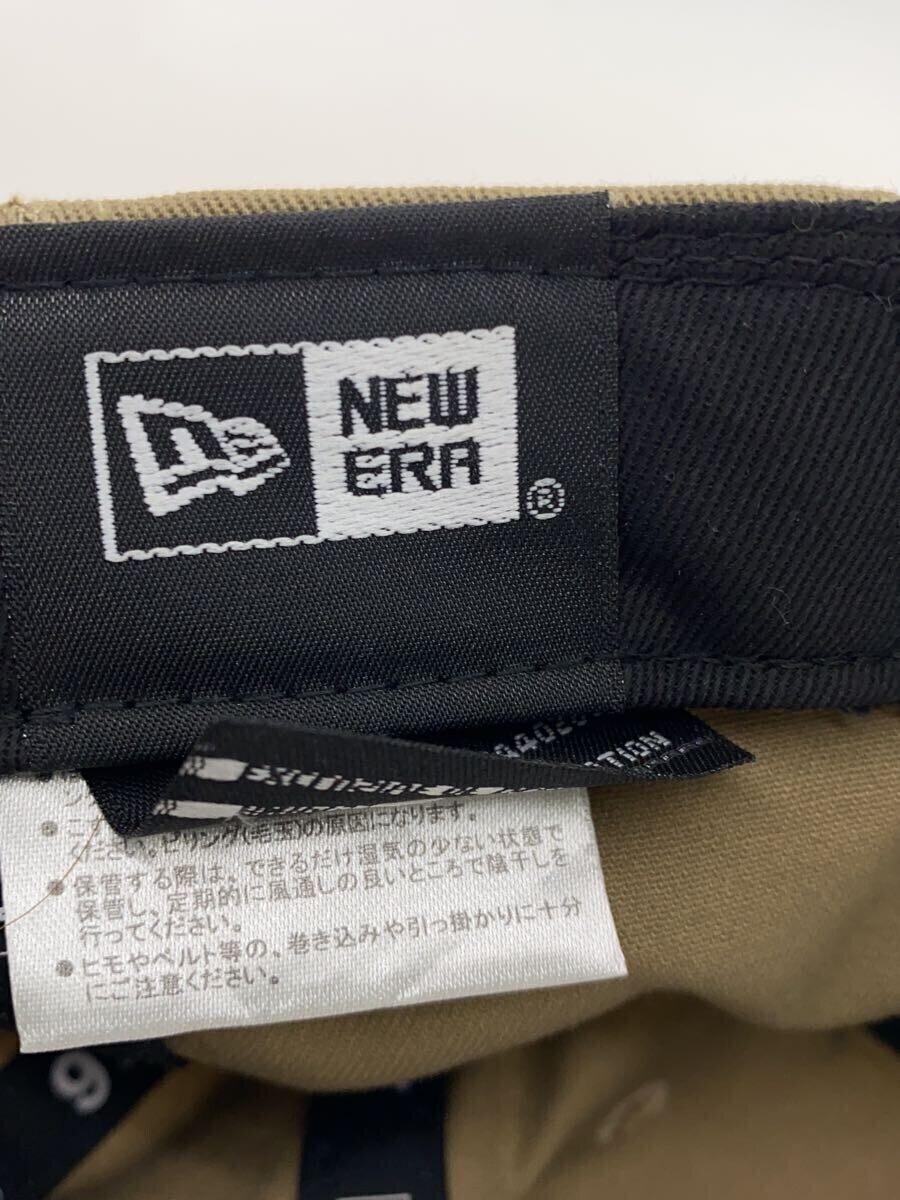 NEW
ERA
®
ください。ピリング(毛玉)の原因になります。
● 保管する際は、できるだけ湿気の少ない状態で
保管し、定期的に風通しの良いところで陰干しを
行ってください。
● ヒモやベルト等の、巻き込みや引っ掛かりに十分
にご注意ください。
9